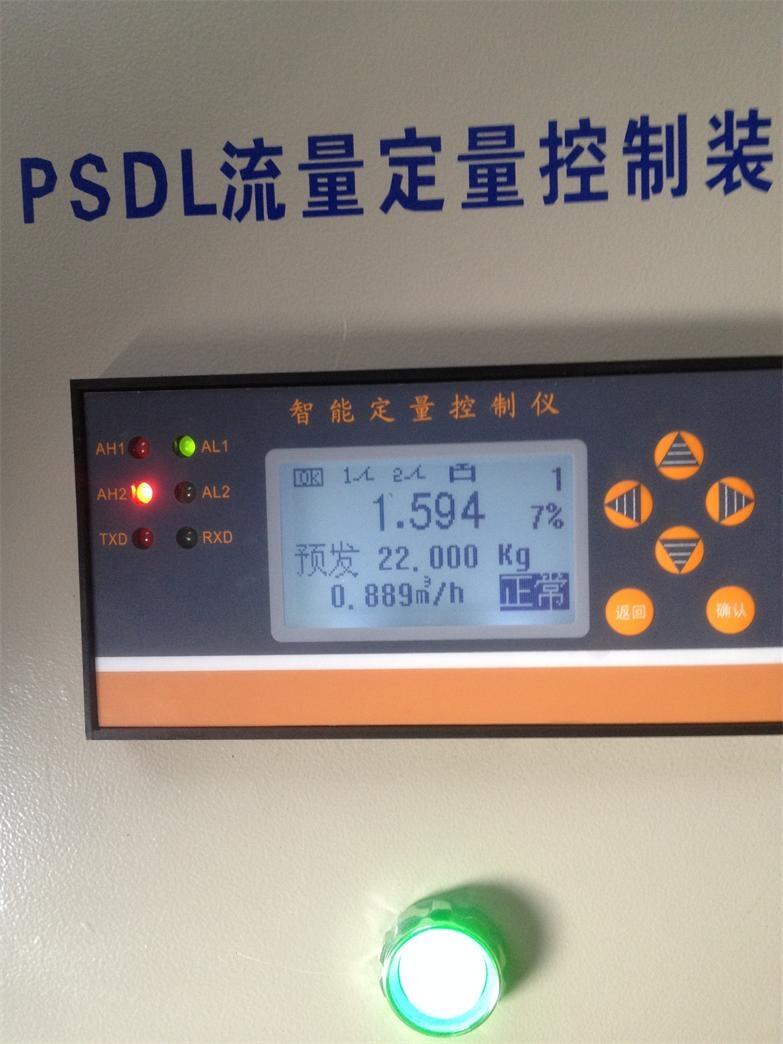 PSDL流量定量控制装
智能定量控制仪
AH1 AL1
AH2 AL2
TXD RXD
OK 1 2 1
1.594 7%
预发 22.000 Kg
0.889m³/h 正常
返回 确认